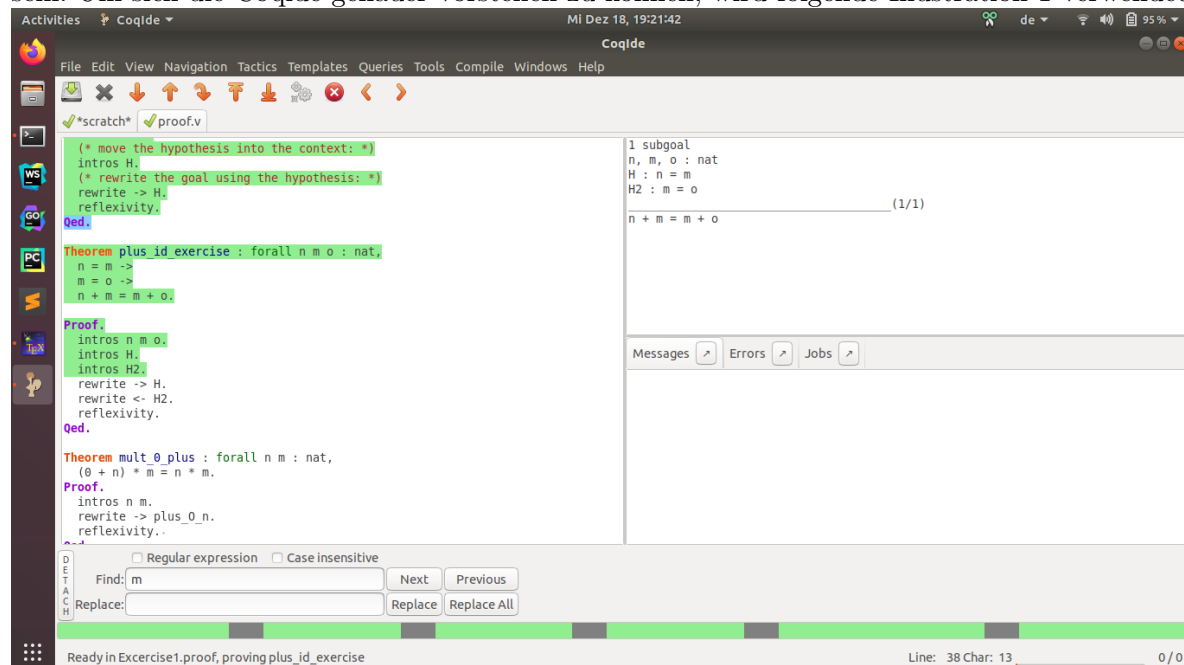 Activities CoqIde Mi Dez 18, 19:21:42 de 95 %
CoqIde
File Edit View Navigation Tactics Templates Queries Tools Compile Windows Help
*scratch* proof.v
(* move the hypothesis into the context: *)
intros H.
(* rewrite the goal using the hypothesis: *)
rewrite -> H.
reflexivity.
Qed.
Theorem plus_id_exercise : forall n m o : nat,
n = m ->
m = o ->
n + m = m + o.
Proof.
intros n m o.
intros H.
intros H2.
rewrite -> H.
rewrite <- H2.
reflexivity.
Qed.
Theorem mult_0_plus : forall n m : nat,
(0 + n) * m = n * m.
Proof.
intros n m.
rewrite -> plus_O_n.
reflexivity.
1 subgoal
n, m, o : nat
H : n = m
H2 : m = o
(1/1)
n + m = m + o
Messages Errors Jobs
WS
GO
PC
TEX
DETACH
Regular expression Case insensitive
Find: m Next Previous
Replace: Replace Replace All
Ready in Excercise1.proof, proving plus_id_exercise Line: 38 Char: 13 0 / 0